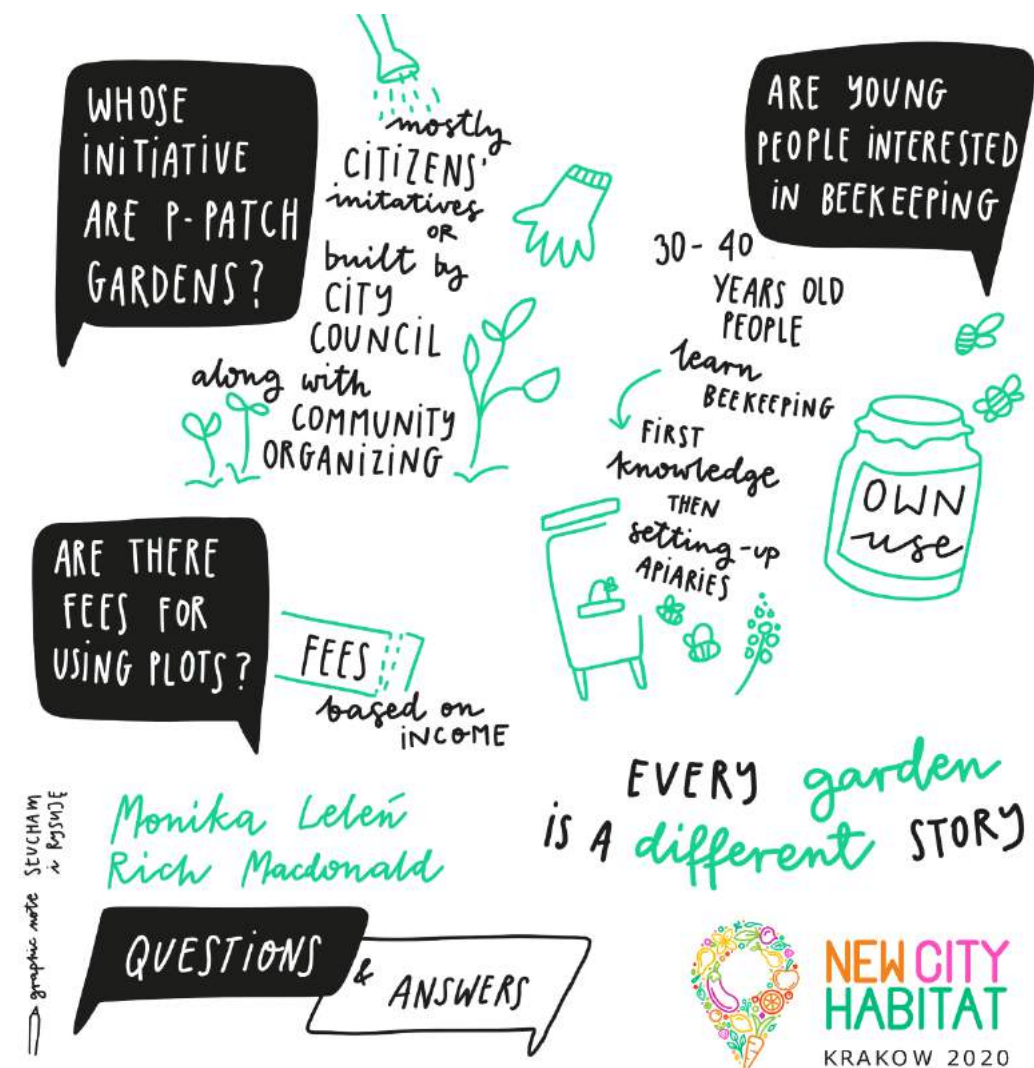 WHOSE
INITIATIVE
ARE P-PATCH
GARDENS?
mostly
CITIZENS'
initatives
OR
built by
CITY
COUNCIL
along with
COMMUNITY
ORGANIZING
ARE YOUNG
PEOPLE INTERESTED
IN BEEKEEPING
30-40
YEARS OLD
PEOPLE
learn
BEEKEEPING
FIRST
knowledge
THEN
setting-up
APIARIES
OWN
use
ARE THERE
FEES FOR
USING PLOTS?
FEES
based on
INCOME
EVERY garden
IS A different STORY
Monika Leleń
Rich Macdonald
QUESTIONS
&
ANSWERS
graphic note SŁUCHAM
i RYSUJE
NEW CITY
HABITAT
KRAKOW 2020